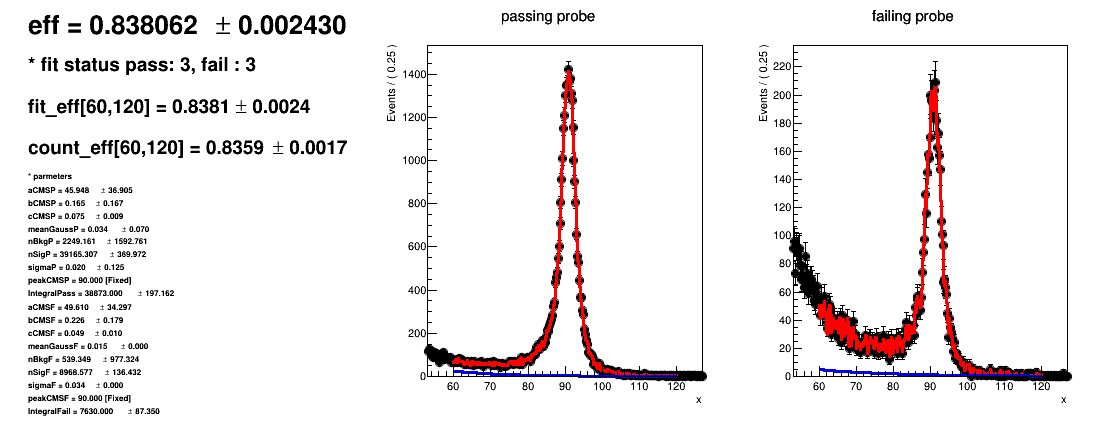 eff = 0.838062 ± 0.002430
* fit status pass: 3, fail : 3
fit_eff[60,120] = 0.8381 ± 0.0024
count_eff[60,120] = 0.8359 ± 0.0017
* parmeters
aCMSP = 45.948 ± 36.905
bCMSP = 0.165 ± 0.167
cCMSP = 0.075 ± 0.009
meanGaussP = 0.034 ± 0.070
nBkgP = 2249.161 ± 1592.761
nSigP = 39165.307 ± 369.972
sigmaP = 0.020 ± 0.125
peakCMSP = 90.000 [Fixed]
IntegralPass = 38873.000 ± 197.162
aCMSF = 49.610 ± 34.297
bCMSF = 0.226 ± 0.179
cCMSF = 0.049 ± 0.010
meanGaussF = 0.015 ± 0.000
nBkgF = 539.349 ± 977.324
nSigF = 8968.577 ± 136.432
sigmaF = 0.034 ± 0.000
peakCMSF = 90.000 [Fixed]
IntegralFail = 7630.000 ± 87.350
passing probe
Events / ( 0.25 )
1400
1200
1000
800
600
400
200
0
60 70 80 90 100 110 120
x
failing probe
Events / ( 0.25 )
220
200
180
160
140
120
100
80
60
40
20
0
60 70 80 90 100 110 120
x